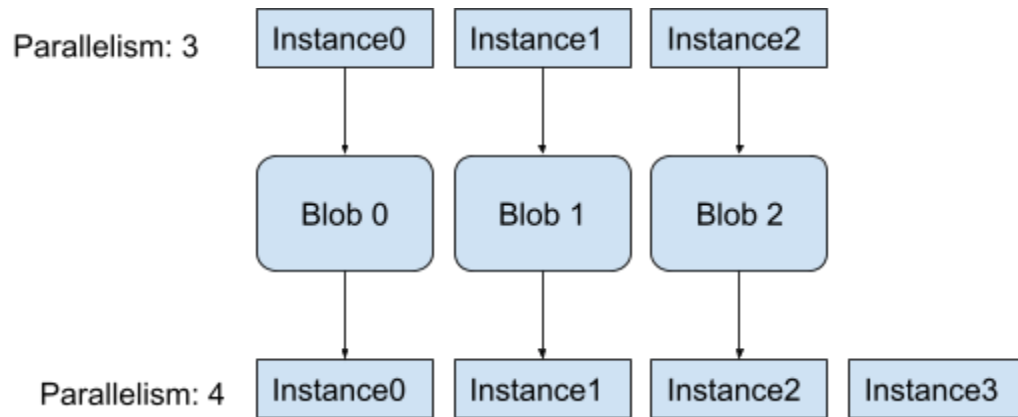 Parallelism: 3
Instance0
Instance1
Instance2
Blob 0
Blob 1
Blob 2
Parallelism: 4
Instance0
Instance1
Instance2
Instance3